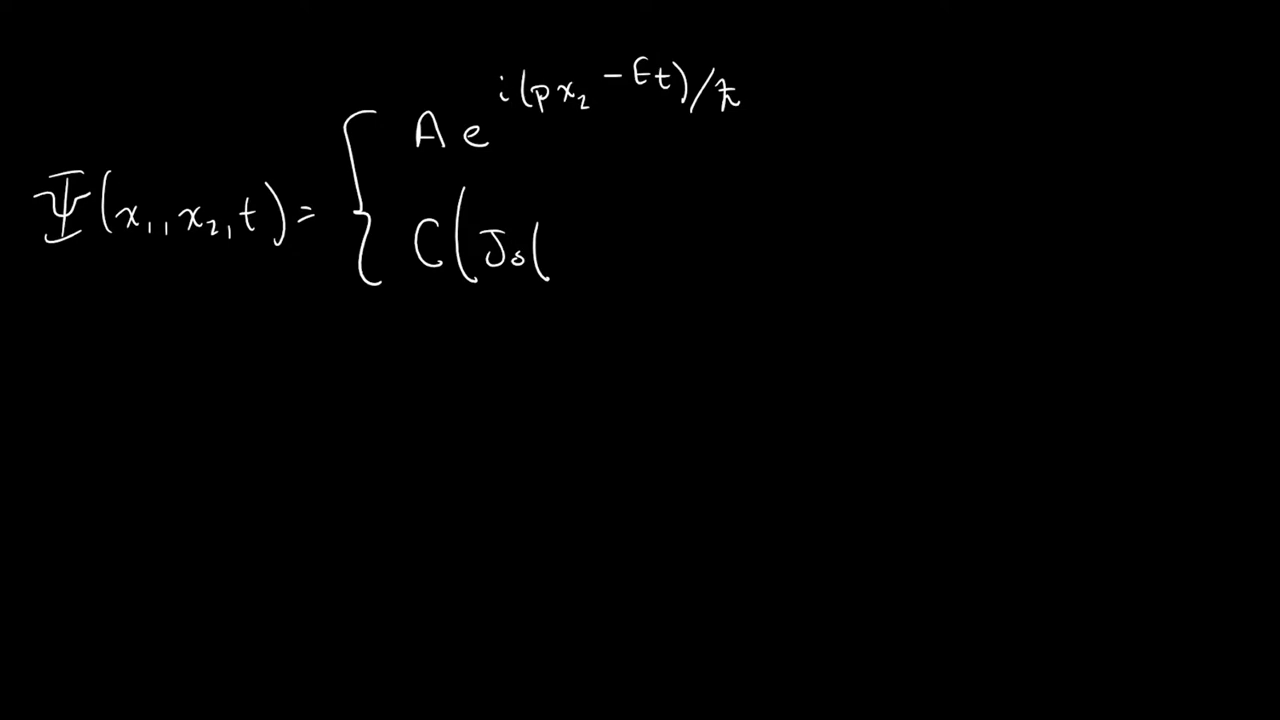 Ψ(x₁, x₂, t) = { A e^{i(px₂ - Et)/ħ}
C(J₀(